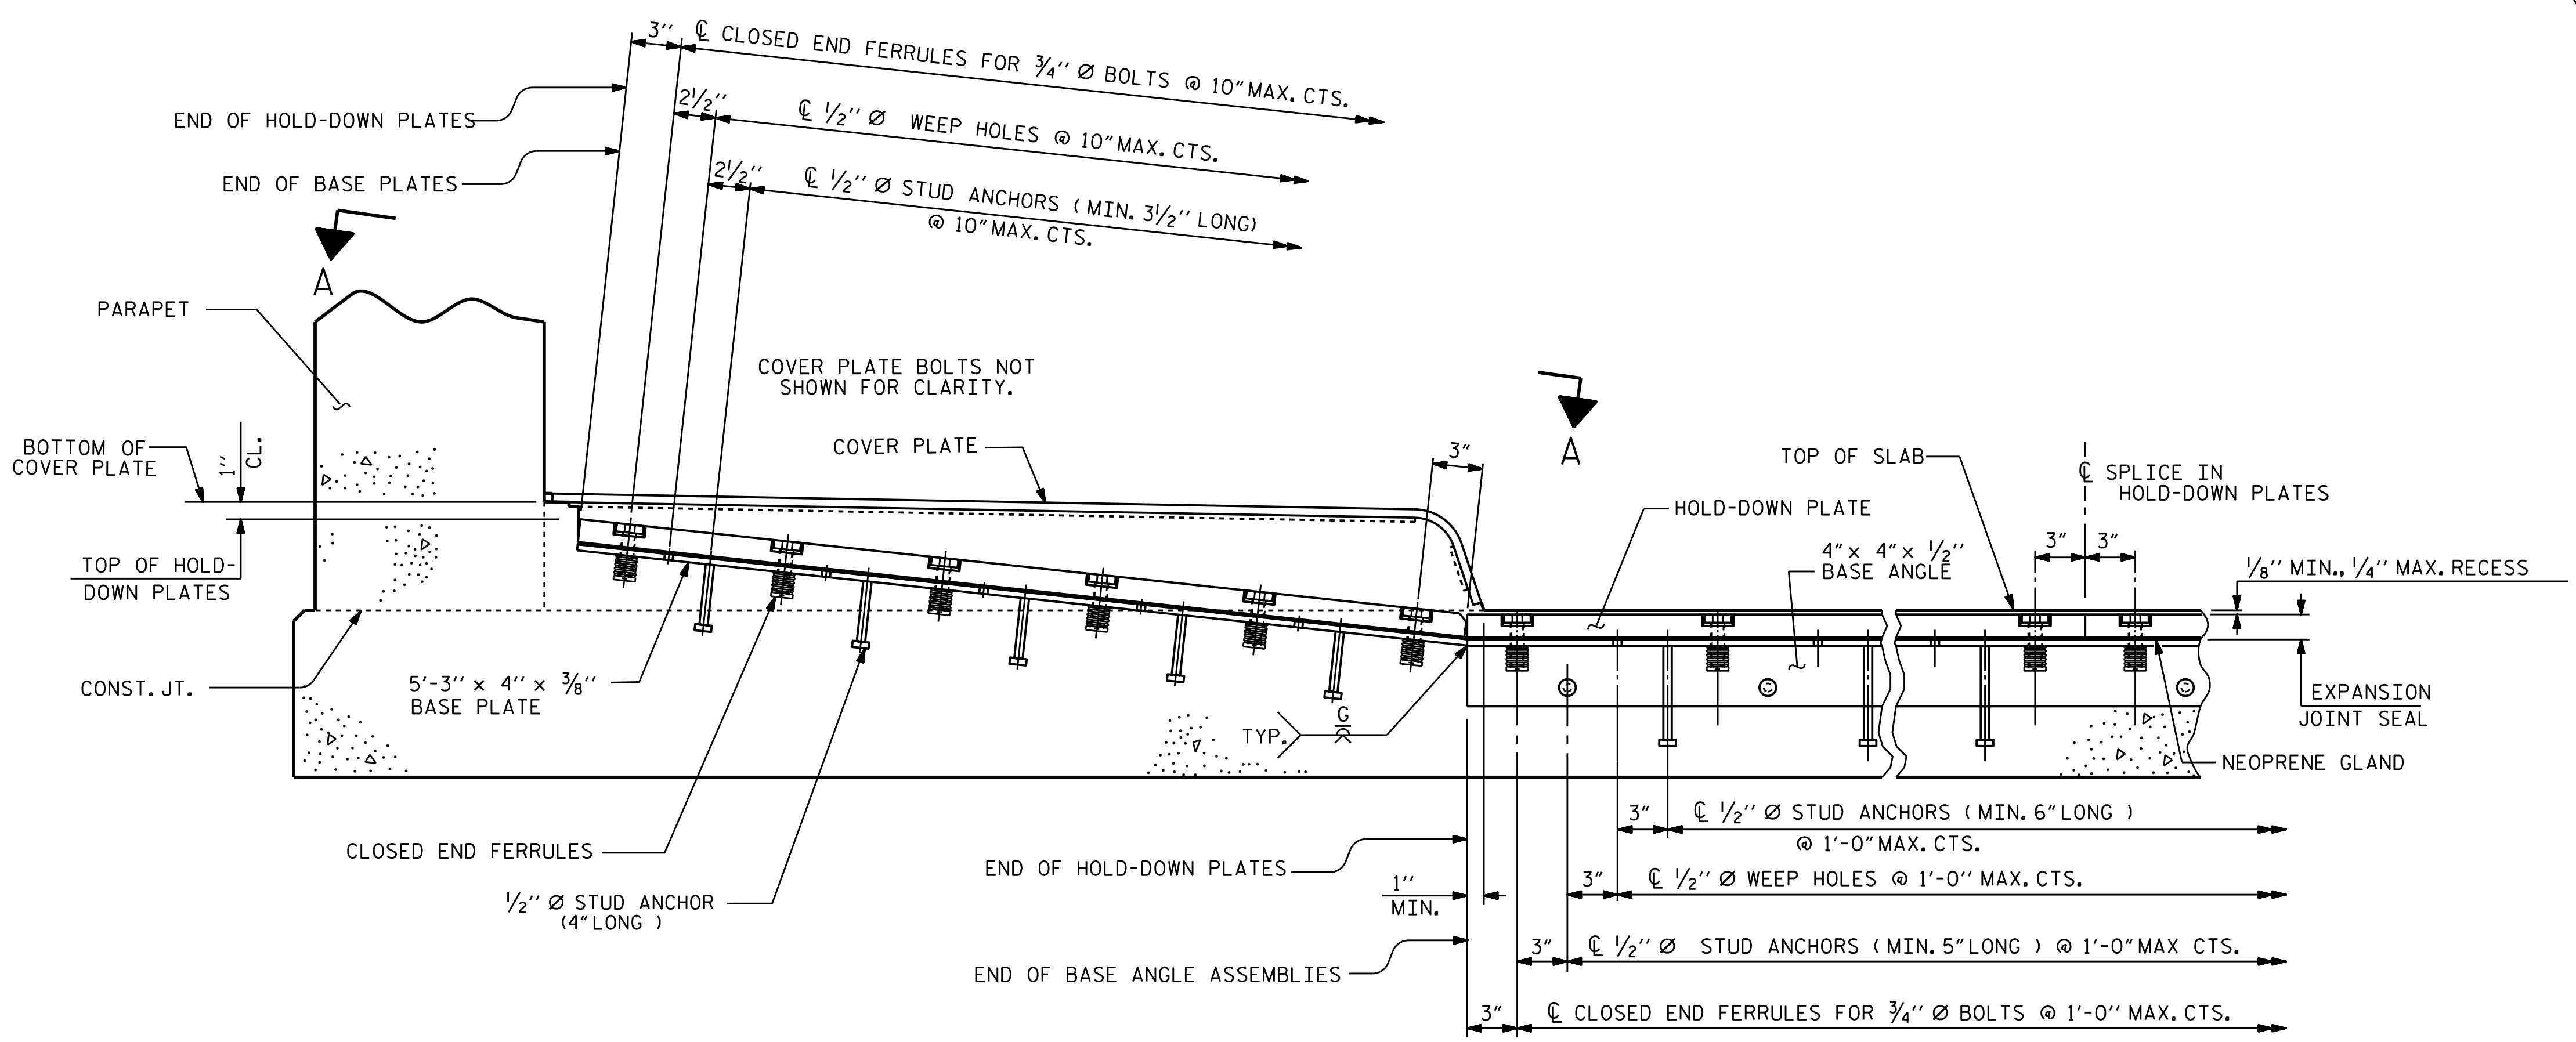 3'' ℄ CLOSED END FERRULES FOR ¾'' Ø BOLTS @ 10" MAX. CTS.
END OF HOLD-DOWN PLATES
2½'' ℄ ½'' Ø WEEP HOLES @ 10" MAX. CTS.
END OF BASE PLATES
2½'' ℄ ½'' Ø STUD ANCHORS ( MIN. 3½'' LONG)
@ 10" MAX. CTS.
A
PARAPET
COVER PLATE BOLTS NOT
SHOWN FOR CLARITY.
BOTTOM OF
COVER PLATE
1''
CL.
COVER PLATE
3"
A
TOP OF SLAB
℄ SPLICE IN
HOLD-DOWN PLATES
HOLD-DOWN PLATE
TOP OF HOLD-
DOWN PLATES
4" x 4" x ½''
BASE ANGLE
3" 3"
⅛'' MIN., ¼'' MAX. RECESS
CONST. JT.
5'-3'' x 4'' x ⅜''
BASE PLATE
TYP.
G
EXPANSION
JOINT SEAL
NEOPRENE GLAND
CLOSED END FERRULES
½'' Ø STUD ANCHOR
(4" LONG )
3" ℄ ½'' Ø STUD ANCHORS ( MIN. 6" LONG )
@ 1'-0" MAX. CTS.
END OF HOLD-DOWN PLATES
1''
MIN.
3" ℄ ½'' Ø WEEP HOLES @ 1'-0'' MAX. CTS.
END OF BASE ANGLE ASSEMBLIES
3" ℄ ½'' Ø STUD ANCHORS ( MIN. 5" LONG ) @ 1'-0" MAX CTS.
3" ℄ CLOSED END FERRULES FOR ¾'' Ø BOLTS @ 1'-0'' MAX. CTS.